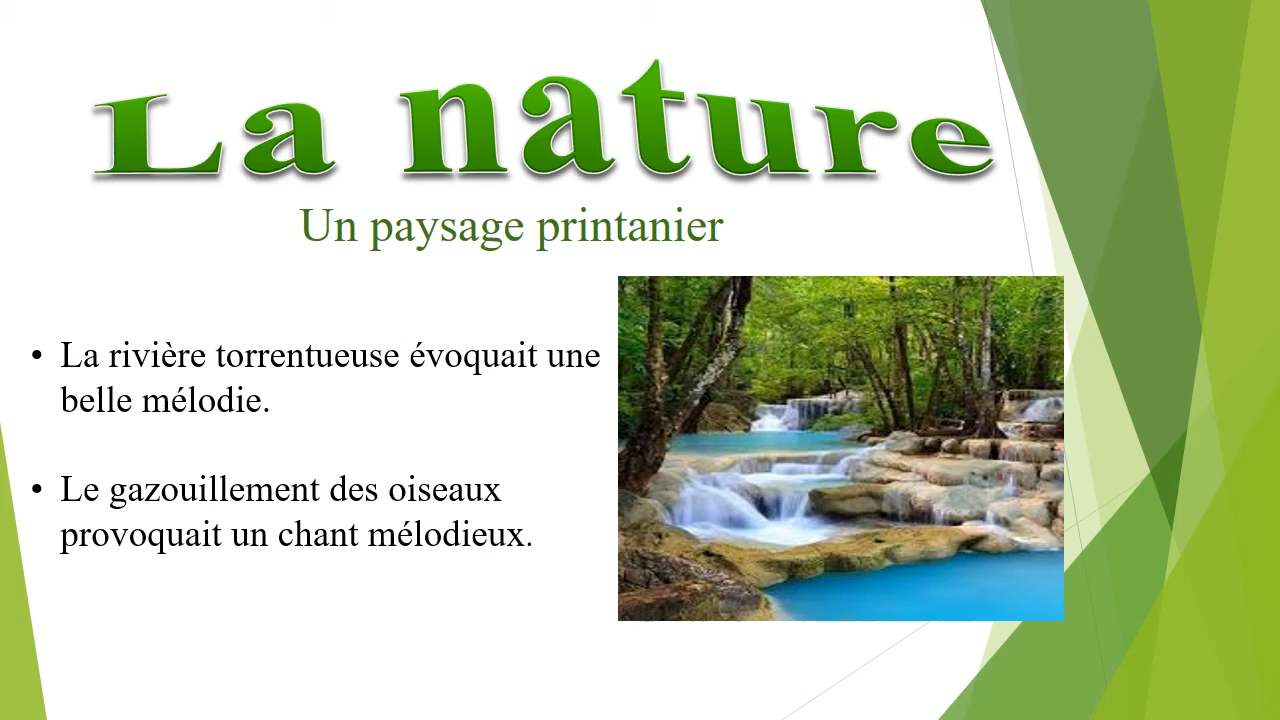 La nature
Un paysage printanier
• La rivière torrentueuse évoquait une
belle mélodie.
• Le gazouillement des oiseaux
provoquait un chant mélodieux.